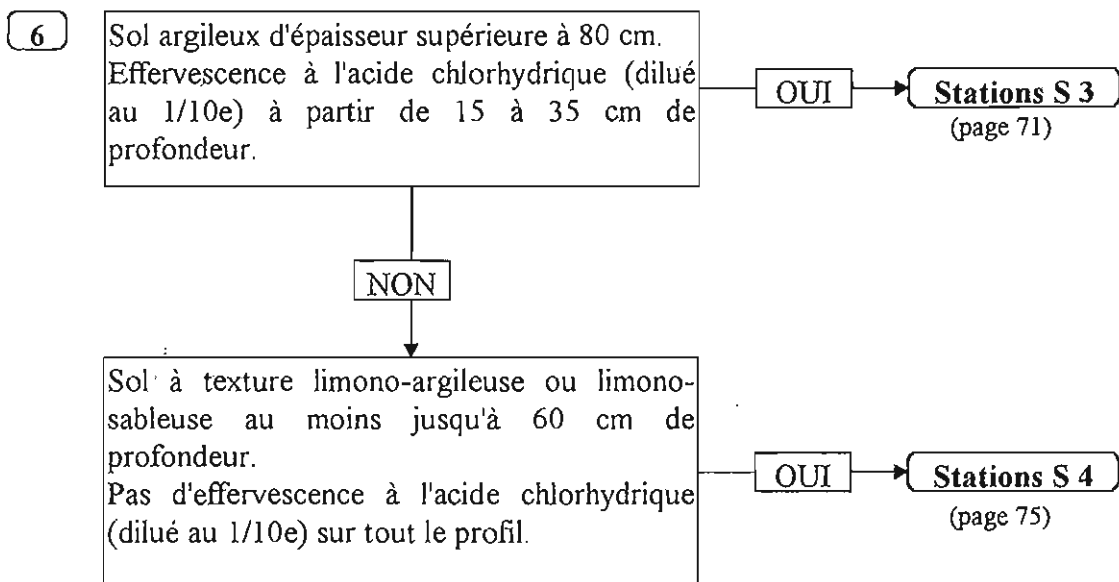 6
Sol argileux d'épaisseur supérieure à 80 cm.
Effervescence à l'acide chlorhydrique (dilué
au 1/10e) à partir de 15 à 35 cm de
profondeur.
OUI
Stations S 3
(page 71)
NON
Sol à texture limono-argileuse ou limono-
sableuse au moins jusqu'à 60 cm de
profondeur.
Pas d'effervescence à l'acide chlorhydrique
(dilué au 1/10e) sur tout le profil.
OUI
Stations S 4
(page 75)